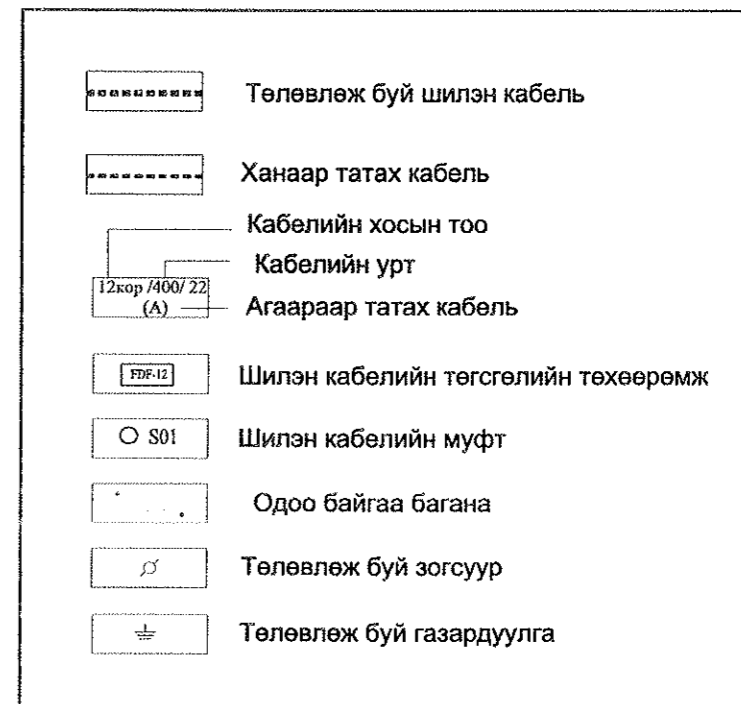 Төлөвлөж буй шилэн кабель
Ханаар татах кабель
Кабелийн хосын тоо
Кабелийн урт
12кор /400/ 22
(А)
Агаараар татах кабель
FDF-12
Шилэн кабелийн төгсгөлийн төхөөрөмж
S01
Шилэн кабелийн муфт
Одоо байгаа багана
Төлөвлөж буй зогсуур
Төлөвлөж буй газардуулга